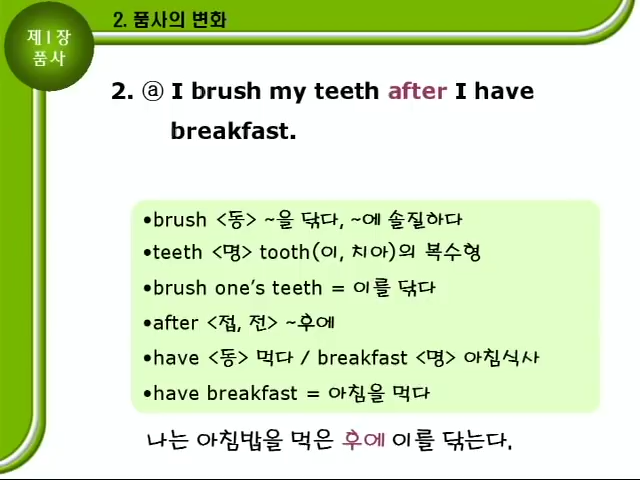 2. 품사의 변화
제 I 장
품사
2. ⓐ I brush my teeth after I have
breakfast.
•brush <동> ~을 닦다, ~에 솔질하다
•teeth <명> tooth(이, 치아)의 복수형
•brush one’s teeth = 이를 닦다
•after <접, 전> ~후에
•have <동> 먹다 / breakfast <명> 아침식사
•have breakfast = 아침을 먹다
나는 아침밥을 먹은 후에 이를 닦는다.